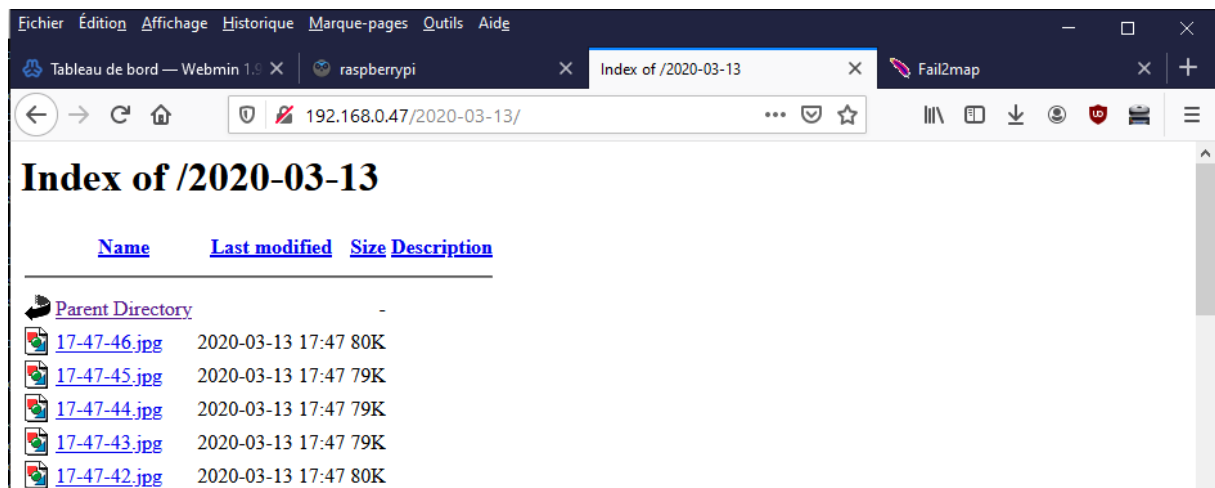 Fichier Édition Affichage Historique Marque-pages Outils Aide
Tableau de bord — Webmin 1.9 raspberrypi Index of /2020-03-13 Fail2map
192.168.0.47/2020-03-13/
Index of /2020-03-13
Name Last modified Size Description
Parent Directory -
17-47-46.jpg 2020-03-13 17:47 80K
17-47-45.jpg 2020-03-13 17:47 79K
17-47-44.jpg 2020-03-13 17:47 79K
17-47-43.jpg 2020-03-13 17:47 79K
17-47-42.jpg 2020-03-13 17:47 80K